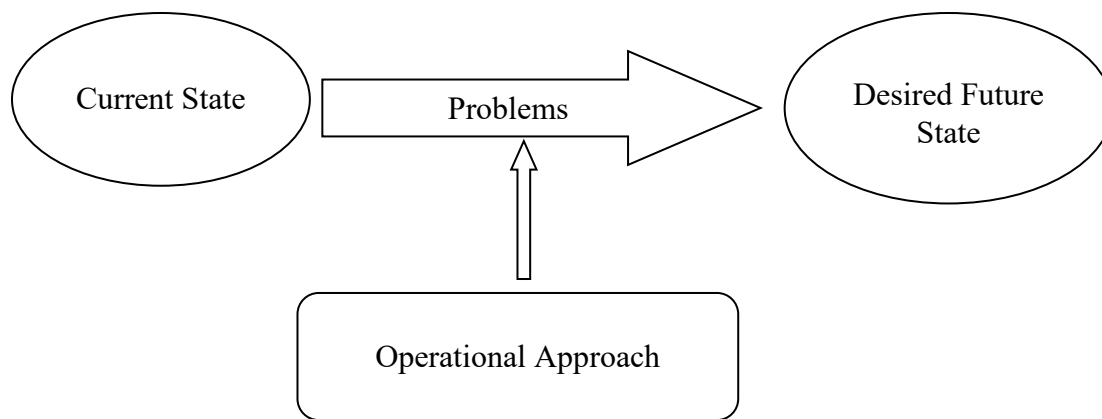 Current State
Problems
Desired Future
State
Operational Approach